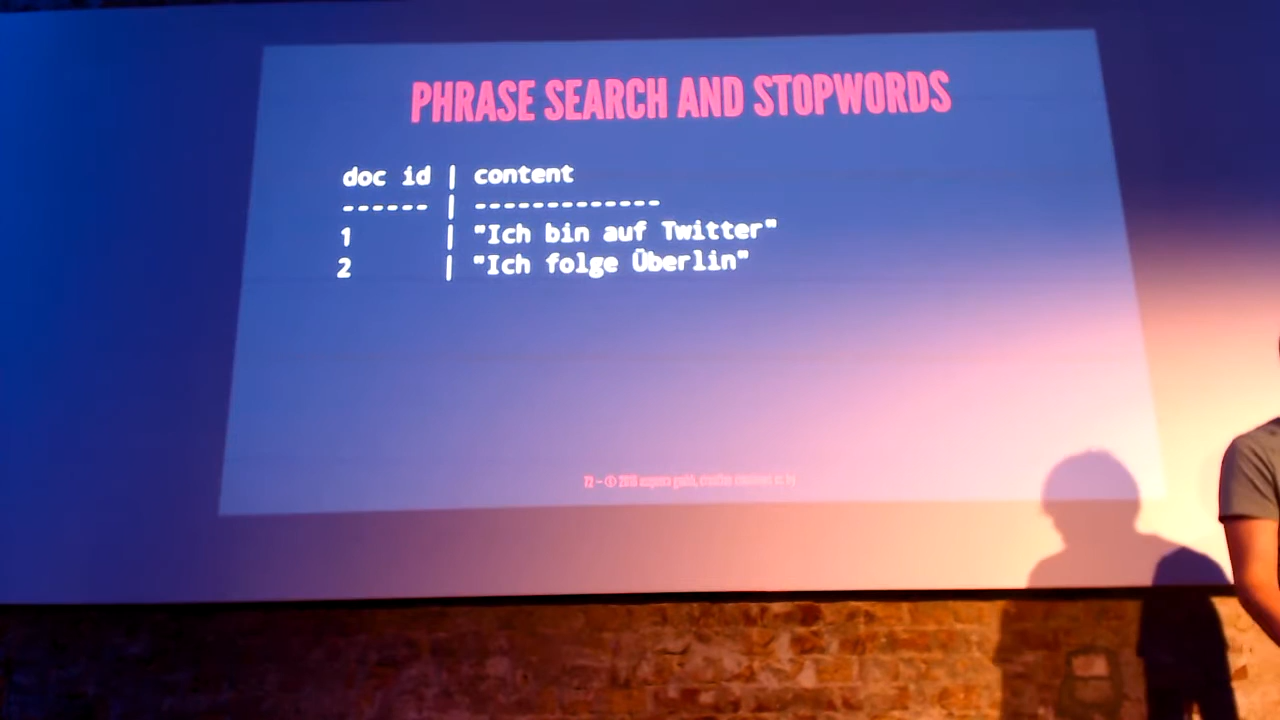 PHRASE SEARCH AND STOPWORDS
doc id | content
------ | -------------
1 | "Ich bin auf Twitter"
2 | "Ich folge Überlin"